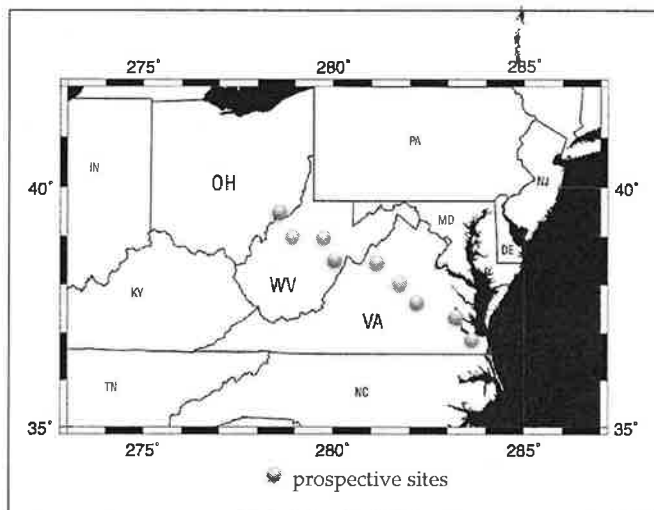 275° 280° 285°
PA
IN
OH
NJ
40° 40°
MD
DE
WV
KY
VA
TN
NC
35° 35°
275° 280° 285°
prospective sites